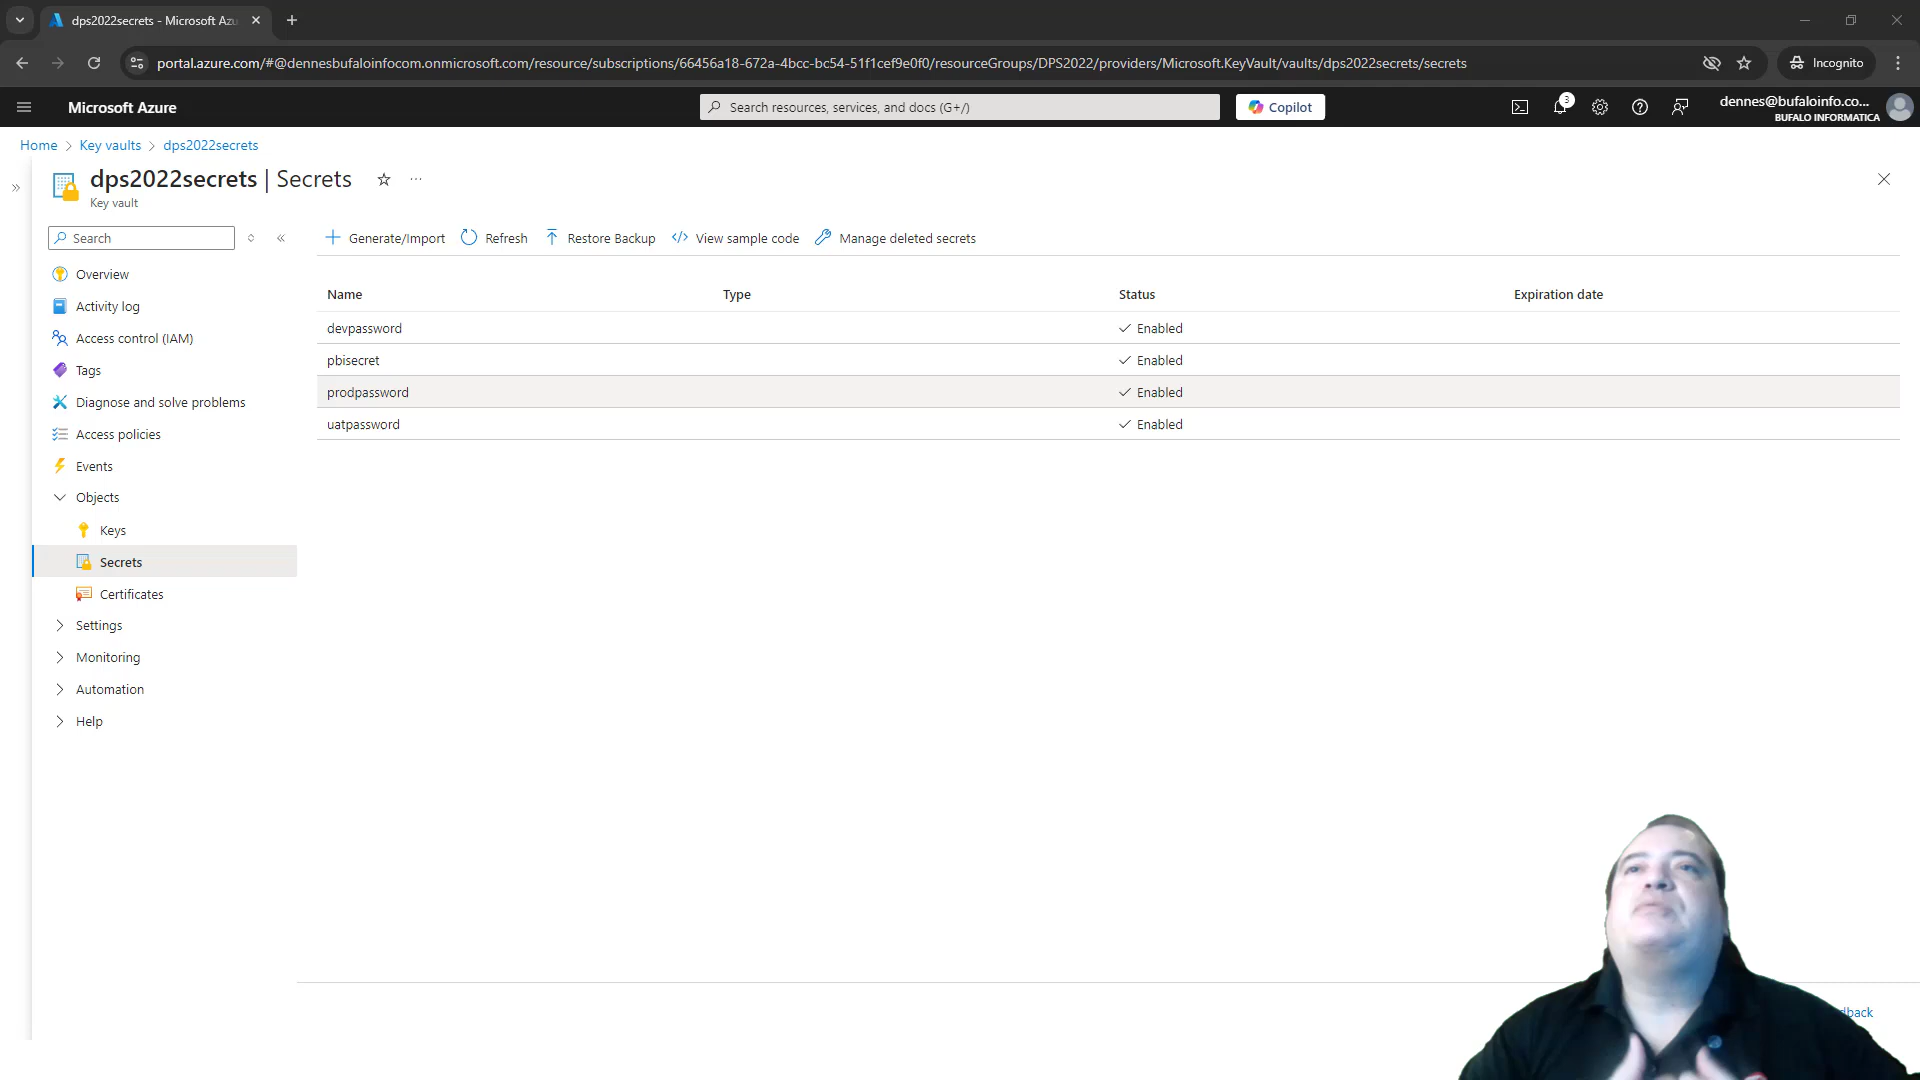 dps2022secrets - Microsoft Azu
portal.azure.com/#@dennesbufaloinfocom.onmicrosoft.com/resource/subscriptions/66456a18-672a-4bcc-bc54-51f1cef9e0f0/resourceGroups/DPS2022/providers/Microsoft.KeyVault/vaults/dps2022secrets/secrets
Incognito
Microsoft Azure
Search resources, services, and docs (G+/)
Copilot
3
dennes@bufaloinfo.co...
BUFALO INFORMATICA
Home > Key vaults > dps2022secrets
dps2022secrets | Secrets
Key vault
Search
Generate/Import
Refresh
Restore Backup
View sample code
Manage deleted secrets
Overview
Activity log
Access control (IAM)
Tags
Diagnose and solve problems
Access policies
Events
Objects
Keys
Secrets
Certificates
Settings
Monitoring
Automation
Help
Name Type Status Expiration date
devpassword Enabled
pbisecret Enabled
prodpassword Enabled
uatpassword Enabled
dback